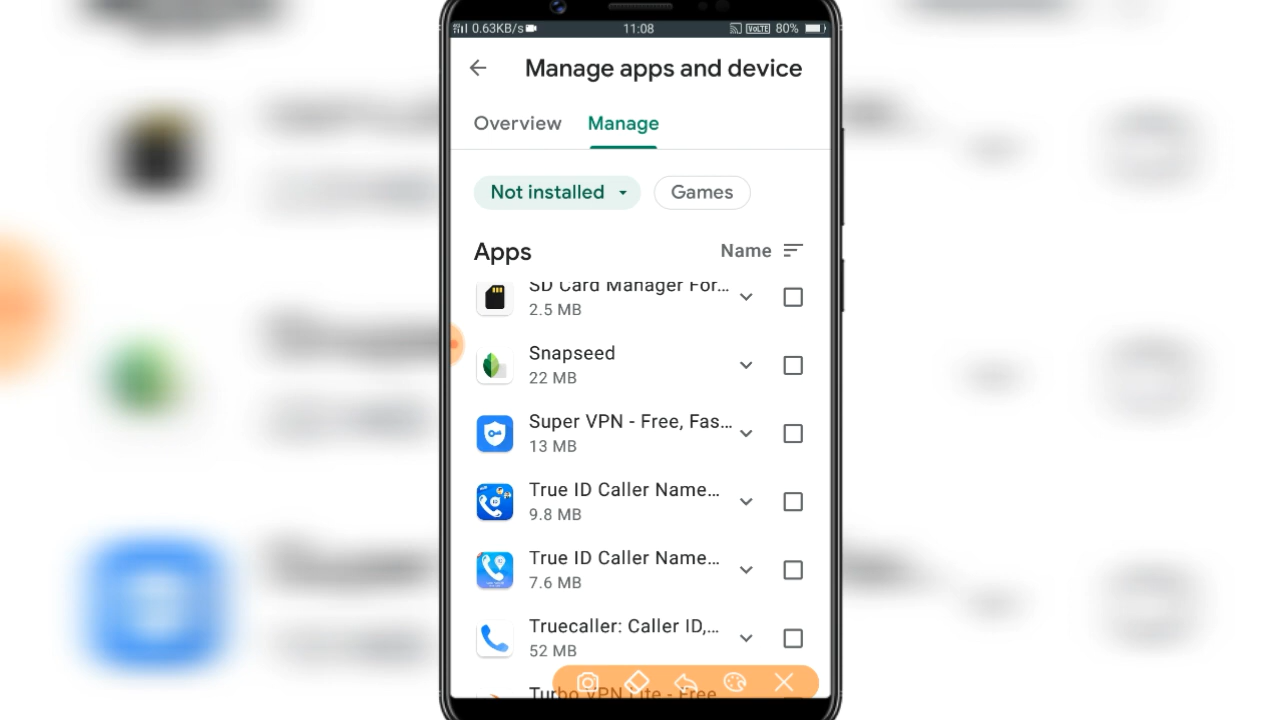 0.63KB/s
11:08
VoLTE 80%
Manage apps and device
Overview
Manage
Not installed
Games
Apps
Name
SD Card Manager For...
2.5 MB
Snapseed
22 MB
Super VPN - Free, Fas...
13 MB
True ID Caller Name...
9.8 MB
True ID Caller Name...
7.6 MB
Truecaller: Caller ID,...
52 MB
Turbo VPN Lite - Free